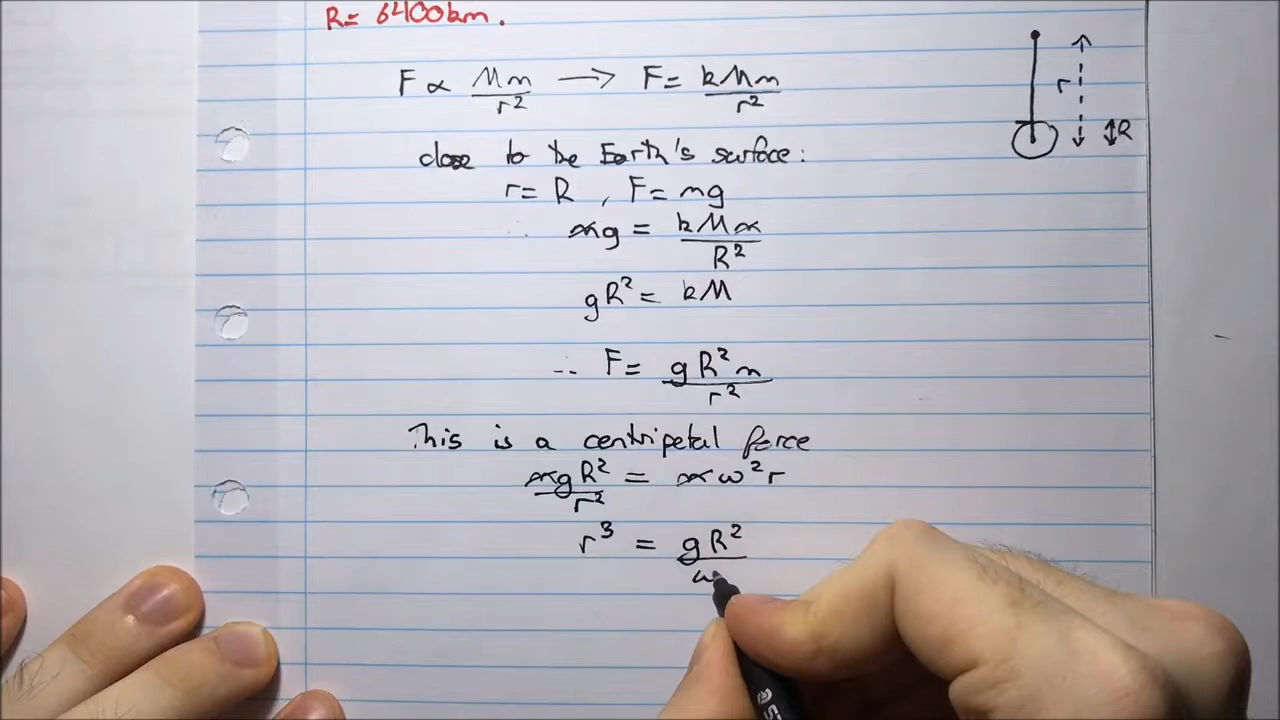 R= 6400km.
F ∝ Mm/r² → F= kMm/r²
r
R
close to the Earth's surface:
r= R , F= mg
∴ mg = kMm/R²
gR² = kM
∴ F= gR²m/r²
This is a centripetal force
mgR²/r² = mω²r
r³ = gR²/ω